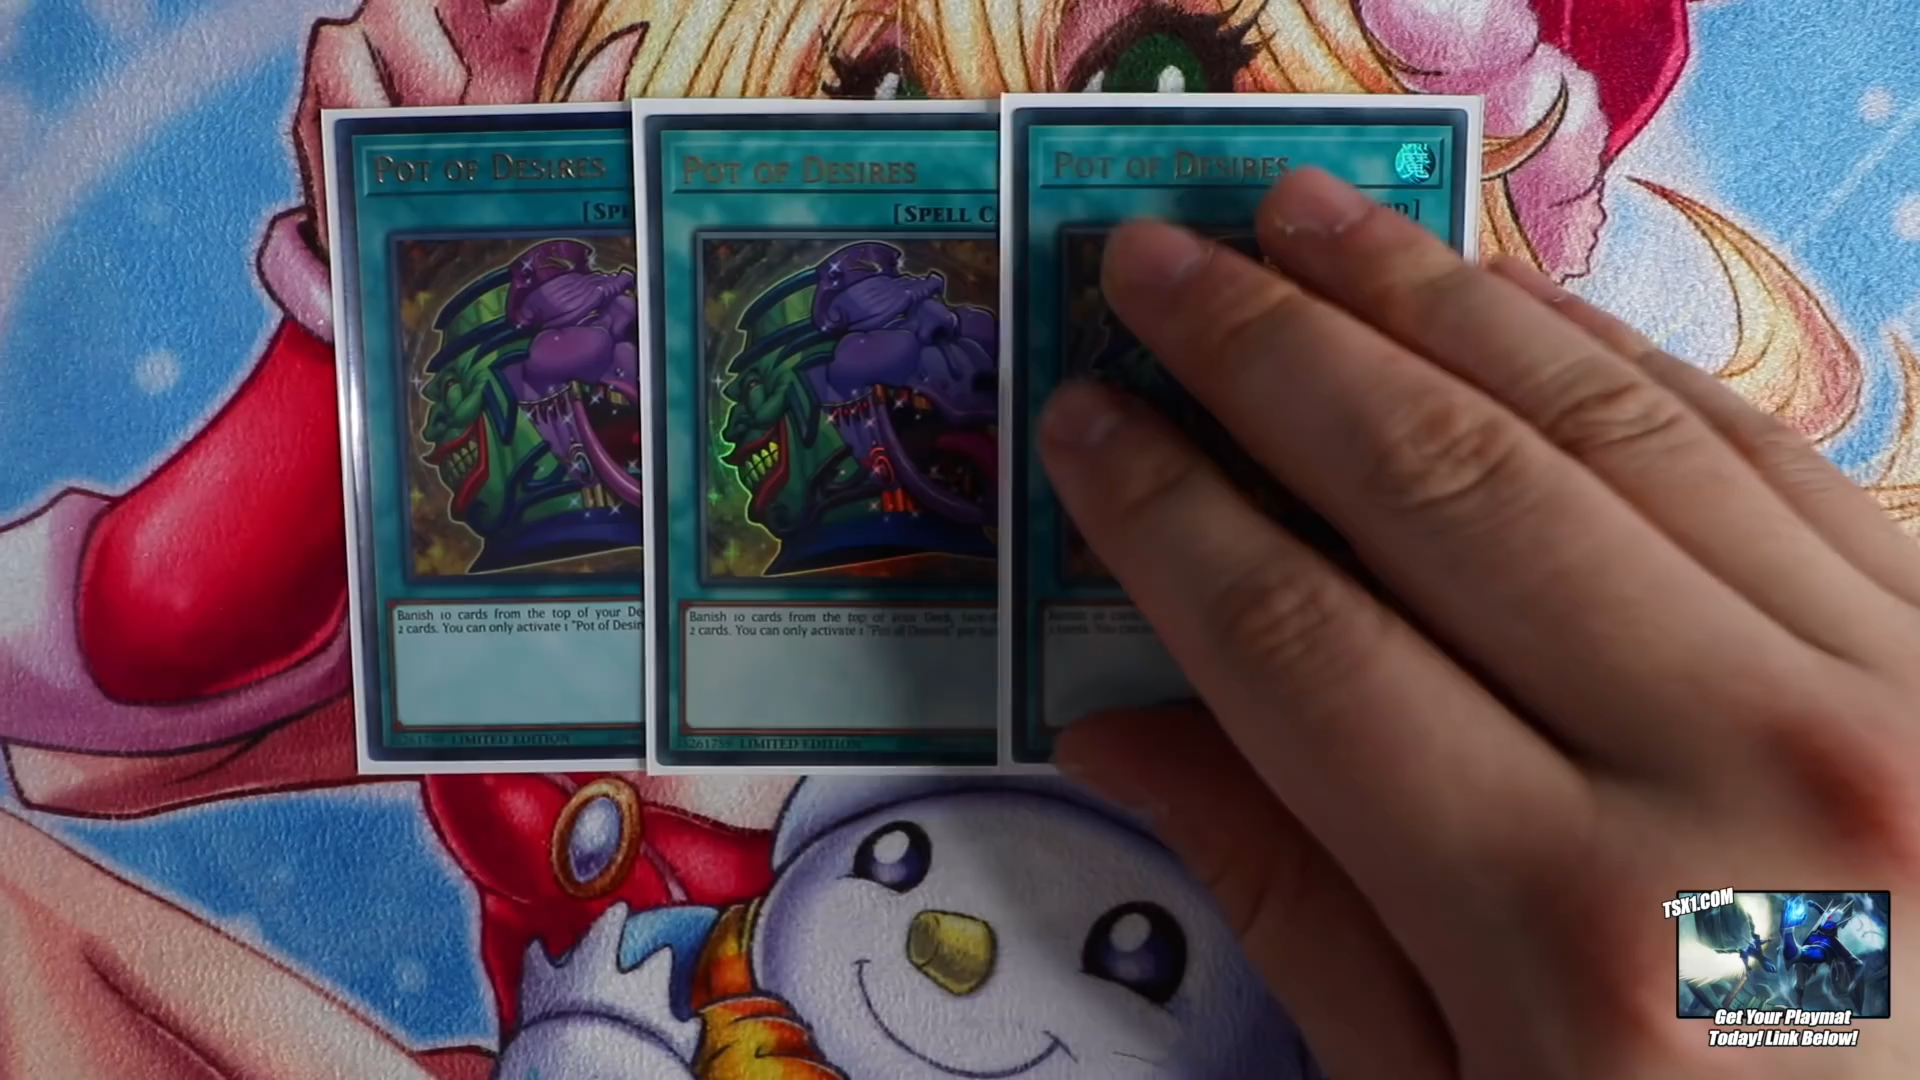 POT OF DESIRES
[SPE
Banish 10 cards from the top of your De
2 cards. You can only activate 1 "Pot of Desir
LIMITED EDITION
POT OF DESIRES
[SPELL C
Banish 10 cards from the top of your Deck, face-d
2 cards. You can only activate 1 "Pot of Desires" per turn
LIMITED EDITION
POT OF DESIRES
魔
RD]
TSX1.COM
Get Your Playmat
Today! Link Below!